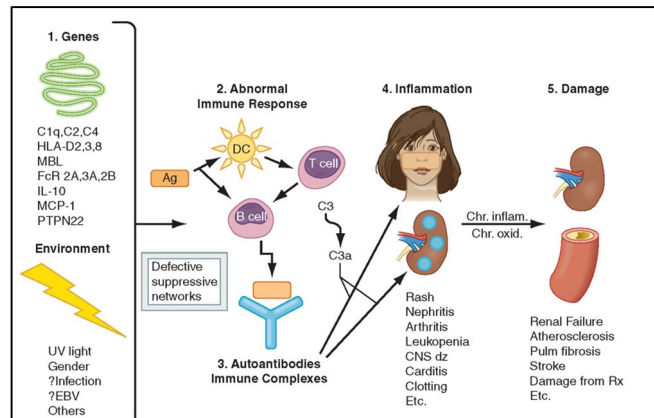 1. Genes
C1q,C2,C4
HLA-D2,3,8
MBL
FcR 2A,3A,2B
IL-10
MCP-1
PTPN22
Environment
UV light
Gender
?Infection
?EBV
Others
2. Abnormal
Immune Response
DC
T cell
Ag
B cell
C3
C3a
Defective
suppressive
networks
3. Autoantibodies
Immune Complexes
4. Inflammation
Rash
Nephritis
Arthritis
Leukopenia
CNS dz
Carditis
Clotting
Etc.
Chr. inflam.
Chr. oxid.
5. Damage
Renal Failure
Atherosclerosis
Pulm fibrosis
Stroke
Damage from Rx
Etc.